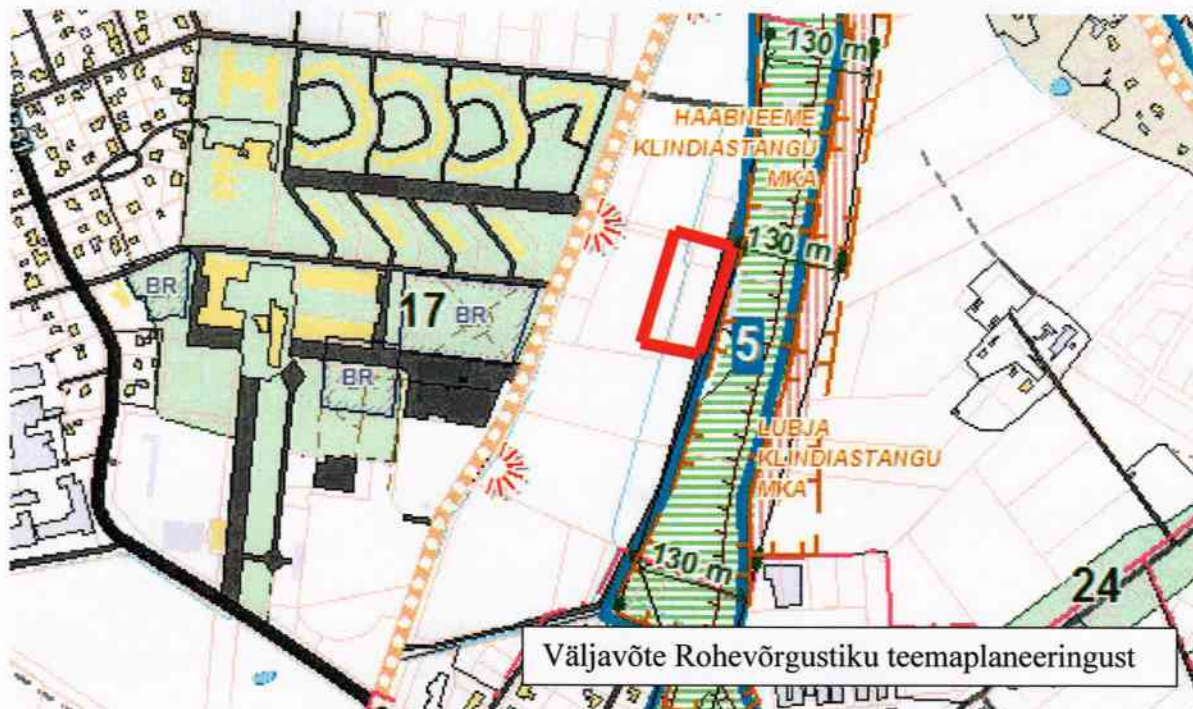 130 m
HAABNEEME
KLINDIASTANGU
MKA
130 m
BR
17
BR
5
BR
LUBJA
KLINDIASTANGU
MKA
130 m
24
Väljavõte Rohevõrgustiku teemaplaneeringust